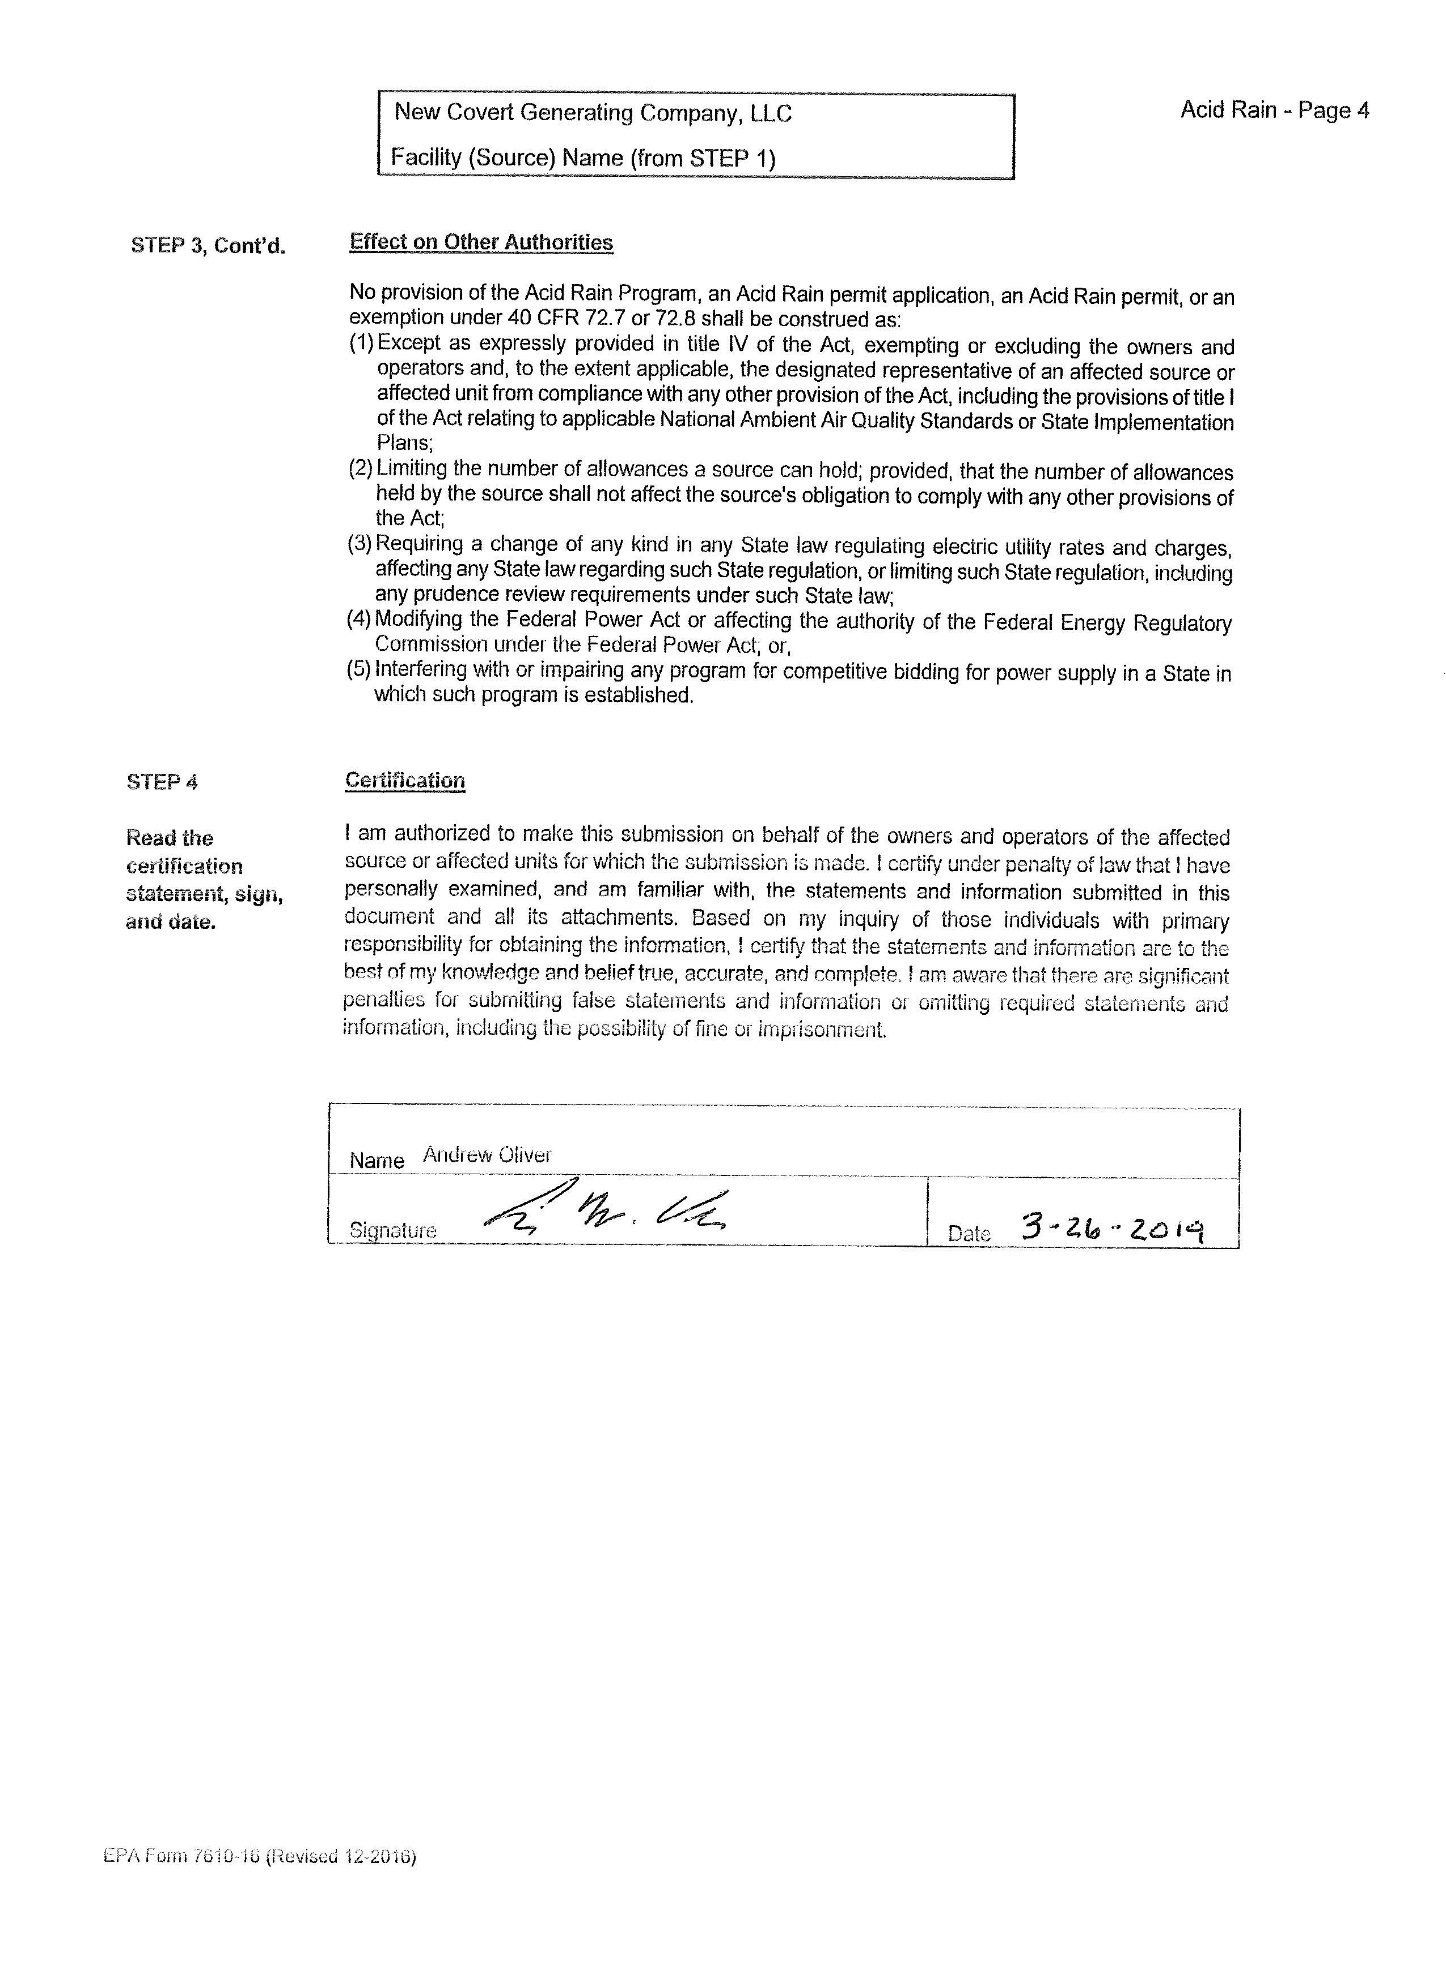 New Covert Generating Company, LLC
Acid Rain - Page 4
Facility (Source) Name (from STEP 1)
STEP 3, Cont'd.
Effect on Other Authorities
No provision of the Acid Rain Program, an Acid Rain permit application, an Acid Rain permit, or an
exemption under 40 CFR 72.7 or 72.8 shall be construed as:
(1) Except as expressly provided in title IV of the Act, exempting or excluding the owners and
operators and, to the extent applicable, the designated representative of an affected source or
affected unit from compliance with any other provision of the Act, including the provisions of title I
of the Act relating to applicable National Ambient Air Quality Standards or State Implementation
Plans;
(2) Limiting the number of allowances a source can hold; provided, that the number of allowances
held by the source shall not affect the source's obligation to comply with any other provisions of
the Act;
(3) Requiring a change of any kind in any State law regulating electric utility rates and charges,
affecting any State law regarding such State regulation, or limiting such State regulation, including
any prudence review requirements under such State law;
(4) Modifying the Federal Power Act or affecting the authority of the Federal Energy Regulatory
Commission under the Federal Power Act; or,
(5) Interfering with or impairing any program for competitive bidding for power supply in a State in
which such program is established.
STEP 4
Read the
certification
statement, sign,
and date.
Certification
I am authorized to make this submission on behalf of the owners and operators of the affected
source or affected units for which the submission is made. I certify under penalty of law that I have
personally examined, and am familiar with, the statements and information submitted in this
document and all its attachments. Based on my inquiry of those individuals with primary
responsibility for obtaining the information, I certify that the statements and information are to the
best of my knowledge and belief true, accurate, and complete. I am aware that there are significant
penalties for submitting false statements and information or omitting required statements and
information, including the possibility of fine or imprisonment.
Name Andrew Oliver
Signature
Date 3-26-2019
EPA Form 7610-16 (Revised 12-2016)